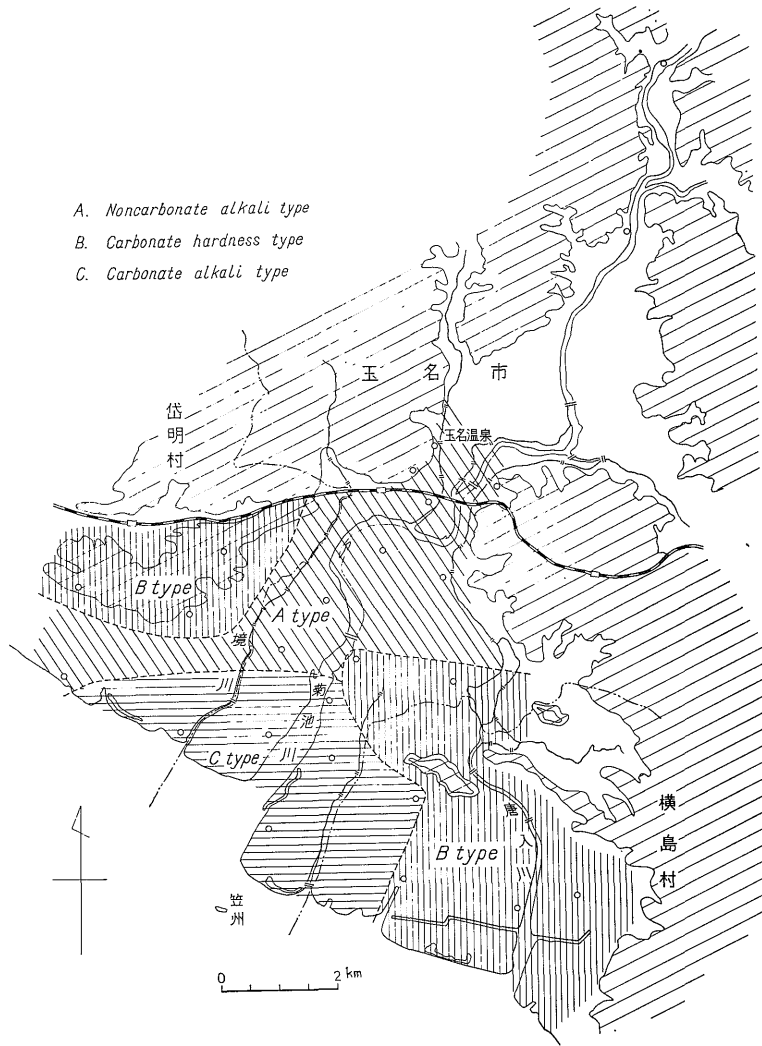 A. Noncarbonate alkali type
B. Carbonate hardness type
C. Carbonate alkali type
玉名市
岱明村
玉名温泉
B type
A type
境川
菊池川
C type
横島村
唐人川
B type
笠州
0 2 km